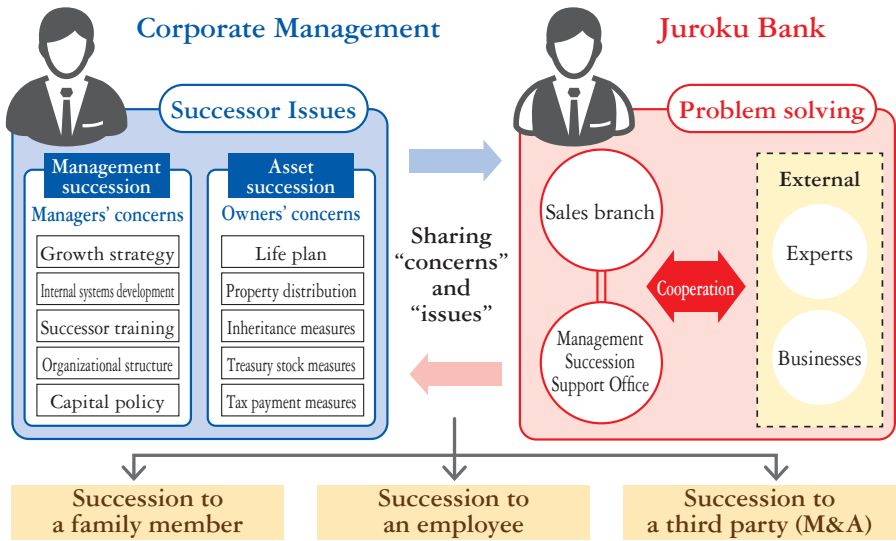 Corporate Management
Successor Issues
Management
succession
Managers’ concerns
Growth strategy
Internal systems development
Successor training
Organizational structure
Capital policy
Asset
succession
Owners’ concerns
Life plan
Property distribution
Inheritance measures
Treasury stock measures
Tax payment measures
Sharing
“concerns”
and
“issues”
Juroku Bank
Problem solving
Sales branch
Management
Succession
Support Office
Cooperation
External
Experts
Businesses
Succession to
a family member
Succession to
an employee
Succession to
a third party (M&A)